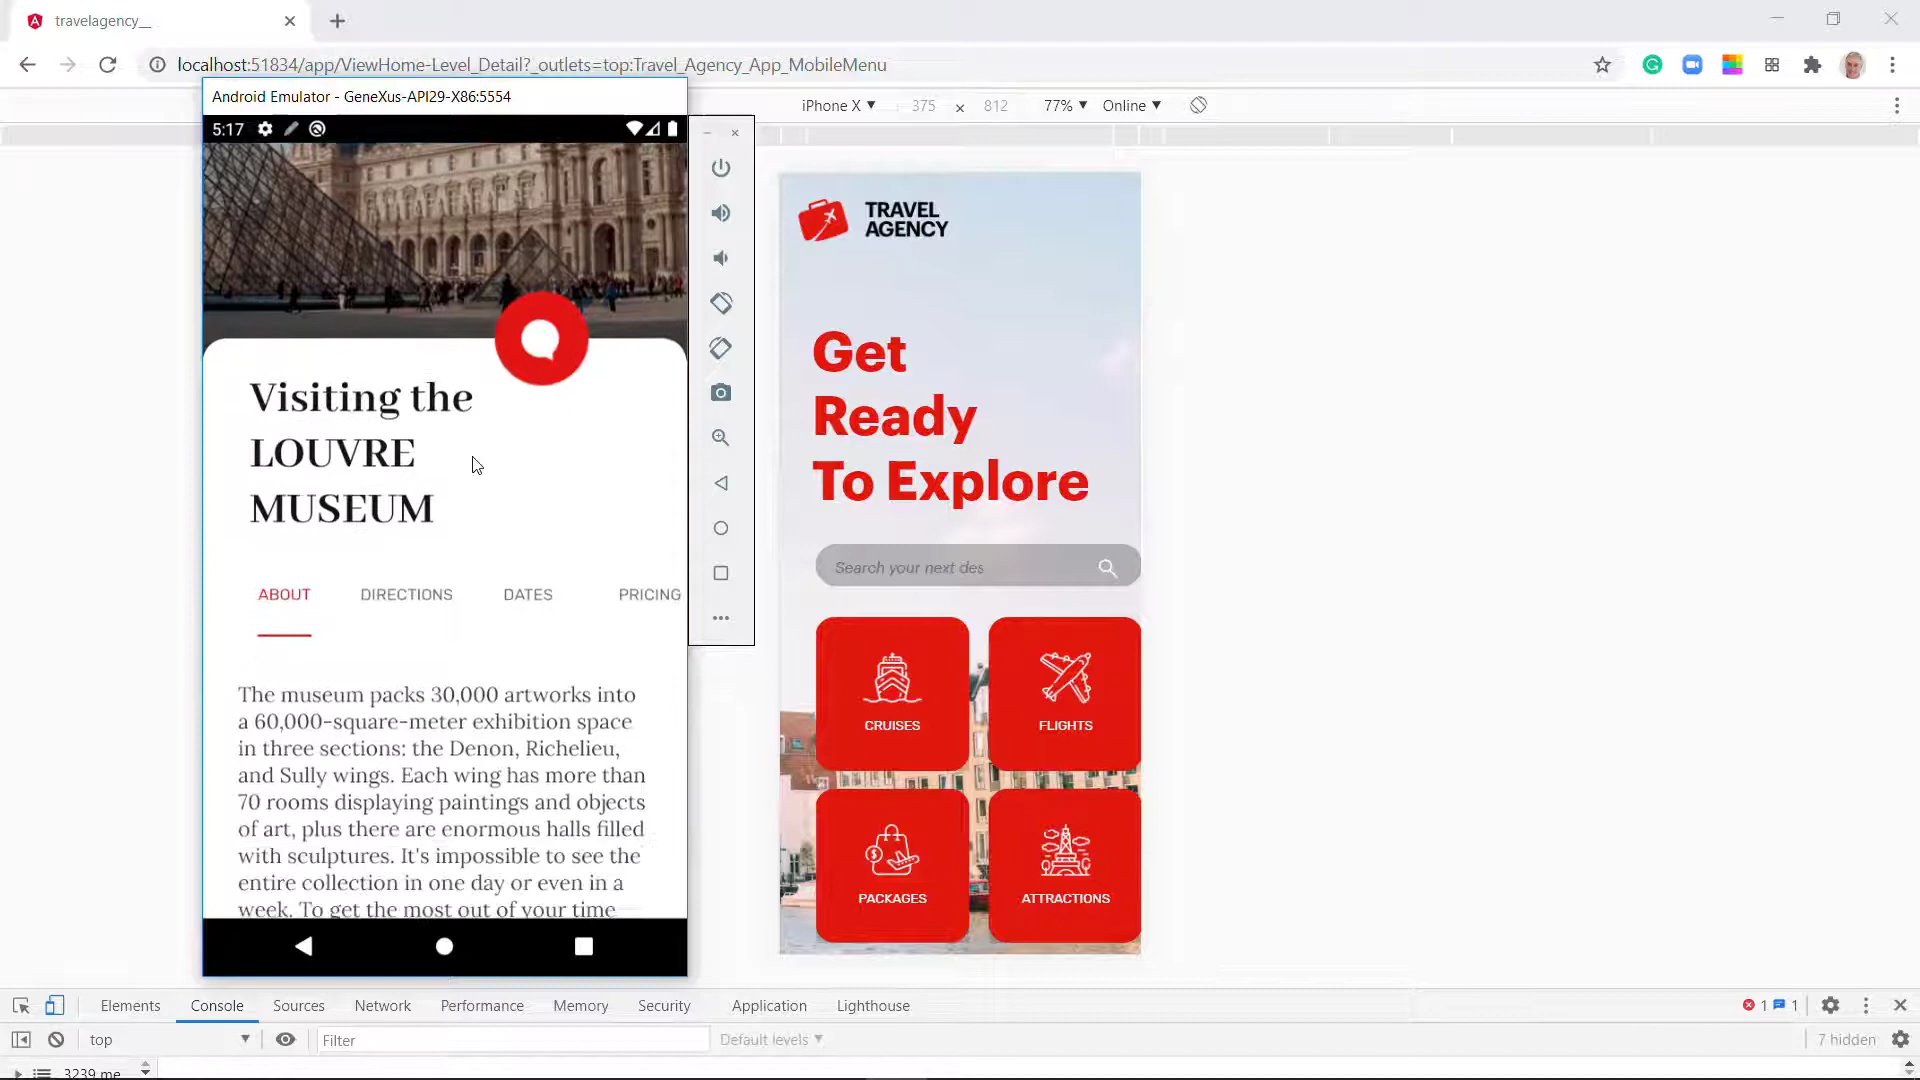 travelagency__
localhost:51834/app/ViewHome-Level_Detail?_outlets=top:Travel_Agency_App_MobileMenu
Android Emulator - GeneXus-API29-X86:5554
iPhone X
375
812
77%
Online
5:17
Visiting the
LOUVRE
MUSEUM
ABOUT DIRECTIONS DATES PRICING
The museum packs 30,000 artworks into
a 60,000-square-meter exhibition space
in three sections: the Denon, Richelieu,
and Sully wings. Each wing has more than
70 rooms displaying paintings and objects
of art, plus there are enormous halls filled
with sculptures. It's impossible to see the
entire collection in one day or even in a
week. To get the most out of your time
TRAVEL
AGENCY
Get
Ready
To Explore
Search your next des
CRUISES
FLIGHTS
PACKAGES
ATTRACTIONS
Elements Console Sources Network Performance Memory Security Application Lighthouse 1 1
top Filter Default levels 7 hidden
3239 me